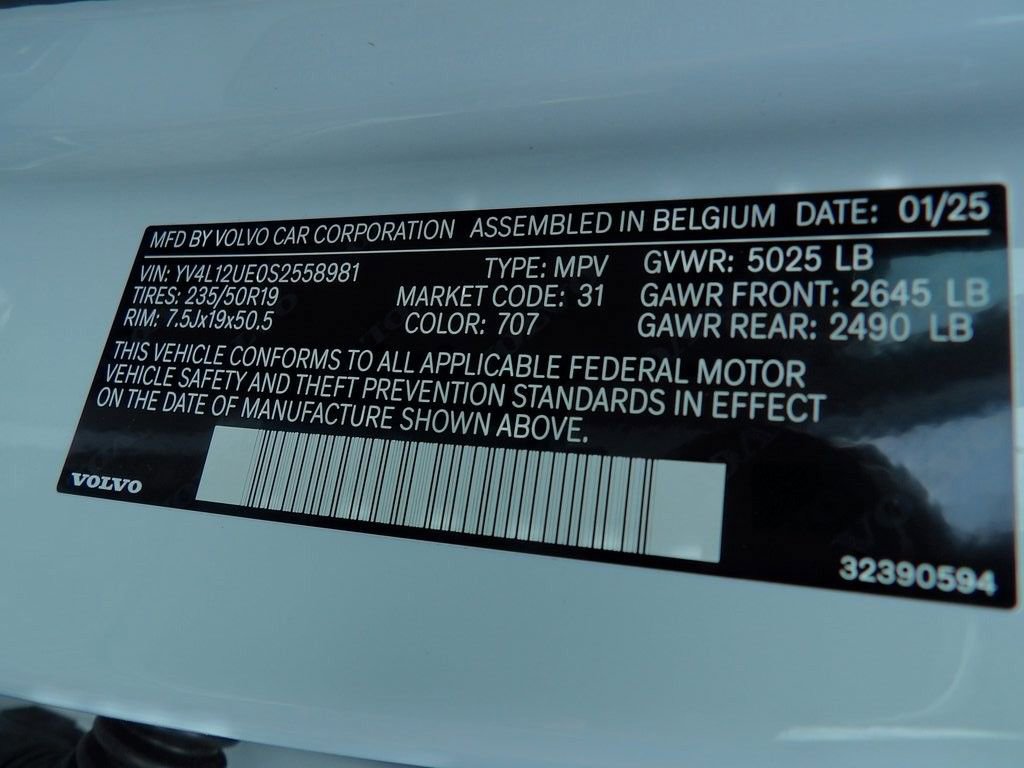 MFD BY VOLVO CAR CORPORATION ASSEMBLED IN BELGIUM DATE: 01/25
VIN: YV4L12UE0S2558981 TYPE: MPV GVWR: 5025 LB
TIRES: 235/50R19 MARKET CODE: 31 GAWR FRONT: 2645 LB
RIM: 7.5Jx19x50.5 COLOR: 707 GAWR REAR: 2490 LB
THIS VEHICLE CONFORMS TO ALL APPLICABLE FEDERAL MOTOR
VEHICLE SAFETY AND THEFT PREVENTION STANDARDS IN EFFECT
ON THE DATE OF MANUFACTURE SHOWN ABOVE.
VOLVO
32390594